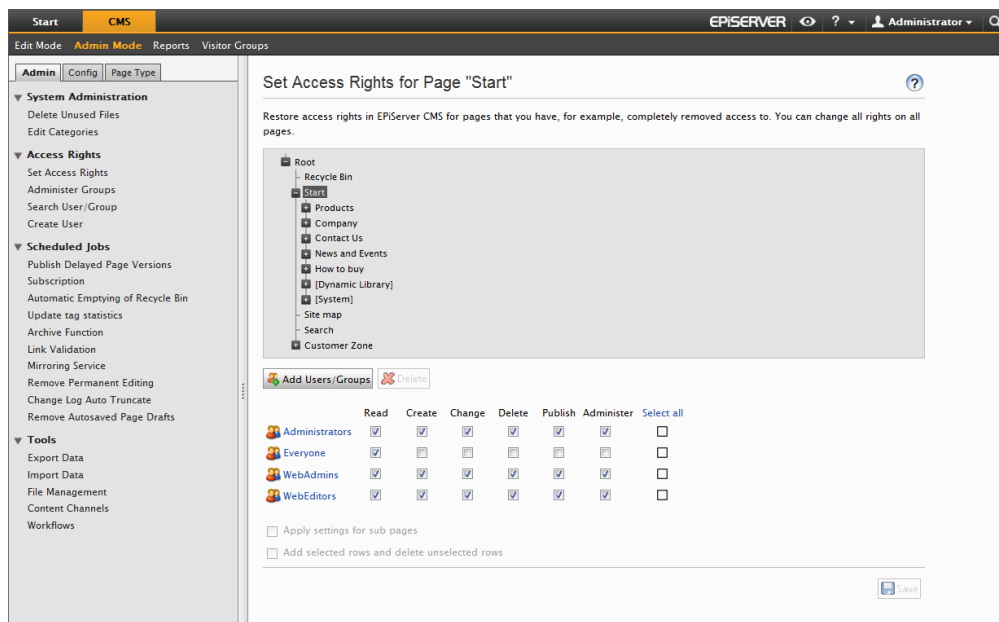 Start CMS EPiSERVER ? Administrator
Edit Mode Admin Mode Reports Visitor Groups
Admin Config Page Type
System Administration
Delete Unused Files
Edit Categories
Access Rights
Set Access Rights
Administer Groups
Search User/Group
Create User
Scheduled Jobs
Publish Delayed Page Versions
Subscription
Automatic Emptying of Recycle Bin
Update tag statistics
Archive Function
Link Validation
Mirroring Service
Remove Permanent Editing
Change Log Auto Truncate
Remove Autosaved Page Drafts
Tools
Export Data
Import Data
File Management
Content Channels
Workflows
Set Access Rights for Page "Start" ?
Restore access rights in EPiServer CMS for pages that you have, for example, completely removed access to. You can change all rights on all
pages.
Root
Recycle Bin
Start
Products
Company
Contact Us
News and Events
How to buy
[Dynamic Library]
[System]
Site map
Search
Customer Zone
Add Users/Groups Delete
Read Create Change Delete Publish Administer Select all
Administrators
Everyone
WebAdmins
WebEditors
Apply settings for sub pages
Add selected rows and delete unselected rows
Save